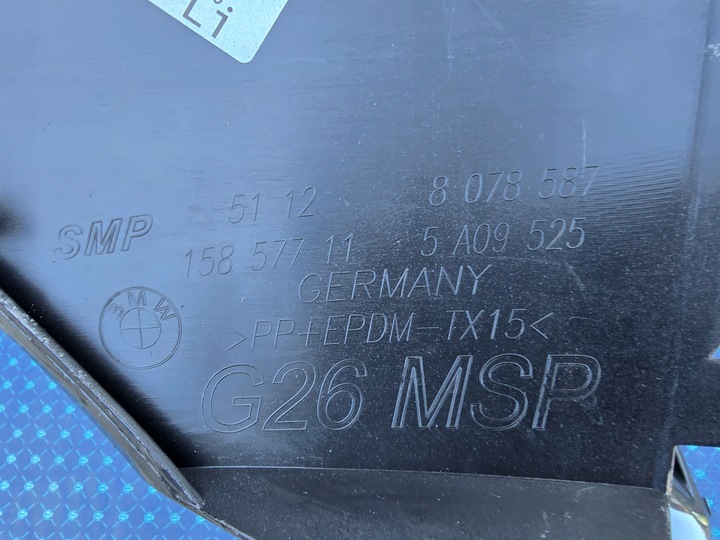 Li
SMP 51 12 8 078 587
158 577 11 5 A09 525
GERMANY
BMW
>PP+EPDM-TX15<
G26 MSP